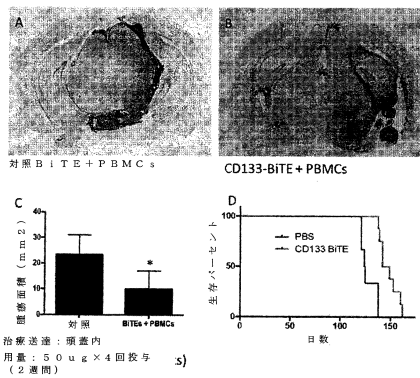 A
B
対照BiTE+PBMCs
CD133-BiTE + PBMCs
C
腫瘍面積(mm2)
40
30
20
10
0
*
対照
BiTEs + PBMCs
治療送達：頭蓋内
用量：50ug×4回投与
(2週間)
s)
D
生存パーセント
100
50
0
PBS
CD133 BiTE
0
50
100
150
日数